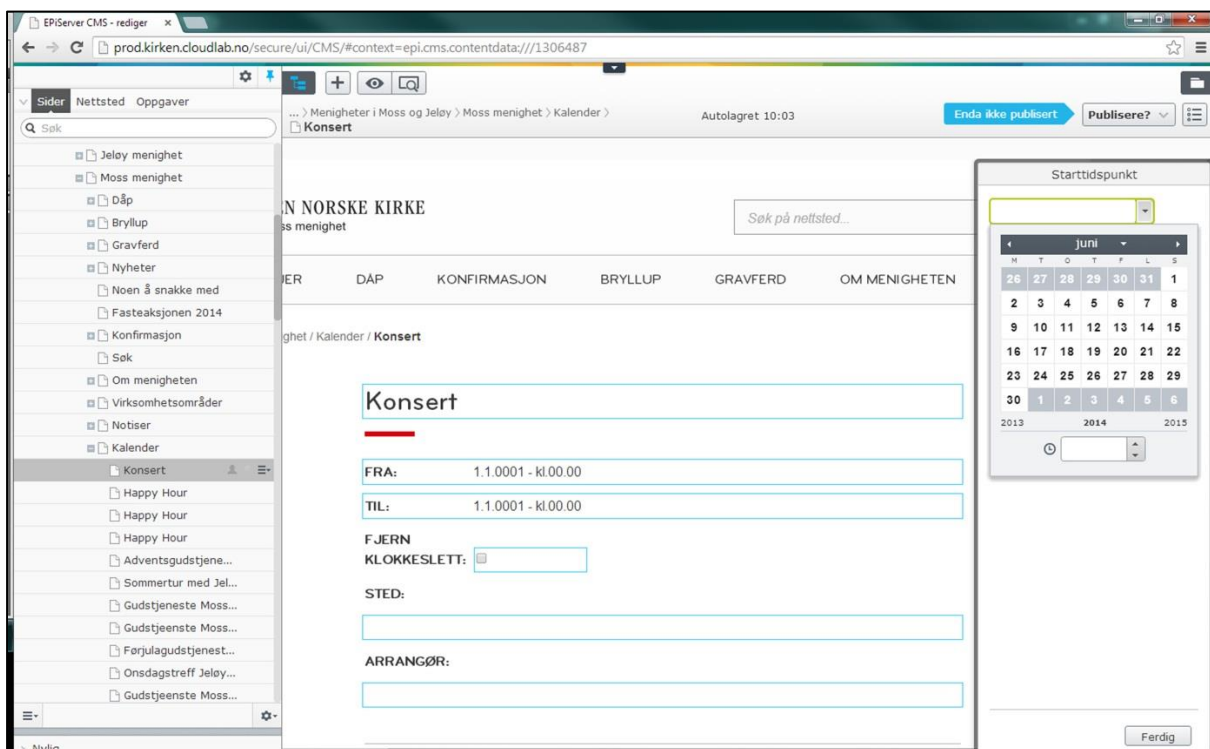 EPiServer CMS - rediger
prod.kirken.cloudlab.no/secure/ui/CMS/#context=epi.cms.contentdata:///1306487
Sider Nettsted Oppgaver
Søk
Jeløy menighet
Moss menighet
Dåp
Bryllup
Gravferd
Nyheter
Noen å snakke med
Fasteaksjonen 2014
Konfirmasjon
Søk
Om menigheten
Virksomhetsområder
Notiser
Kalender
Konsert
Happy Hour
Happy Hour
Happy Hour
Adventsgudstjene...
Sommertur med Jel...
Gudstjeneste Moss...
Gudstjeenste Moss...
Førjulagudstjenest...
Onsdagstreff Jeløy...
Gudstjeenste Moss...
Nylig
... > Menigheter i Moss og Jeløy > Moss menighet > Kalender >
Konsert
Autolagret 10:03
Enda ikke publisert
Publisere?
EN NORSKE KIRKE
ss menighet
Søk på nettsted...
JER DÅP KONFIRMASJON BRYLLUP GRAVFERD OM MENIGHETEN
ghet / Kalender / Konsert
Konsert
FRA: 1.1.0001 - kl.00.00
TIL: 1.1.0001 - kl.00.00
FJERN
KLOKKESLETT:
STED:
ARRANGØR:
Starttidspunkt
juni
M T O T F L S
26 27 28 29 30 31 1
2 3 4 5 6 7 8
9 10 11 12 13 14 15
16 17 18 19 20 21 22
23 24 25 26 27 28 29
30 1 2 3 4 5 6
2013 2014 2015
Ferdig